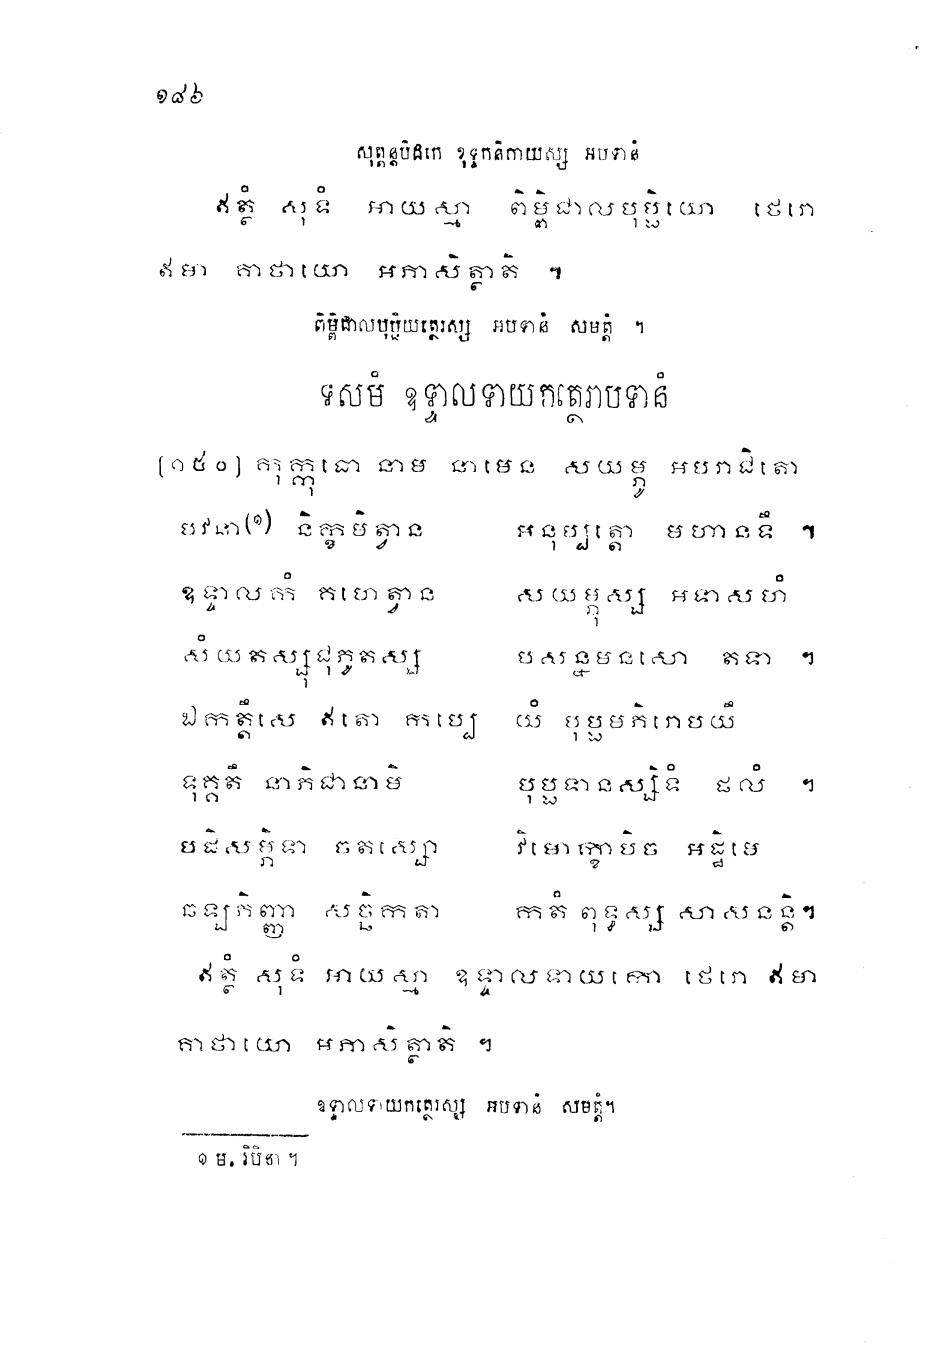 ១៨៦
សុត្តន្តបិដកេ ខុទ្ទកនិកាយស្ស អបទានំ
ឥត្ថំ សុទំ អាយស្មា ពិម្ពិជាលបុប្ផិយោ ថេរោ
ឥមា គាថាយោ អភាសិត្ថាតិ ។
ពិម្ពិជាលបុប្ផិយត្ថេរស្ស អបទានំ សមត្តំ ។
ទសមំ ឧទ្ទាលទាយកត្ថេរាបទានំ
[១៥០] កុក្កុដោ នាម នាមេន សយម្ភូ អបរាជិតោ
បវនា(១) និក្ខមិត្វាន អនុប្បត្តោ មហានទឹ ។
ឧទ្ទាលកំ គហេត្វាន សយម្ភុស្ស អទាសហំ
សំយតស្សុជុភូតស្ស បសន្នមនសោ តទា ។
ឯកត្តឹសេ ឥតោ កប្បេ យំ បុប្ផមភិរោបយឹ
ទុគ្គតឹ នាភិជានាមិ បុប្ផទានស្សិទំ ផលំ ។
បដិសម្ភិទា ចតស្សោ វិមោក្ខាបិច អដ្ឋិមេ
ឆឡភិញ្ញា សច្ឆិកតា កតំ ពុទ្ធស្ស សាសនន្តិ។
ឥត្ថំ សុទំ អាយស្មា ឧទ្ទាលទាយកោ ថេរោ ឥមា
គាថាយោ អភាសិត្ថាតិ ។
ឧទ្ទាលទាយកត្ថេរស្ស អបទានំ សមត្តំ។
១ ម. វិបិនា ។